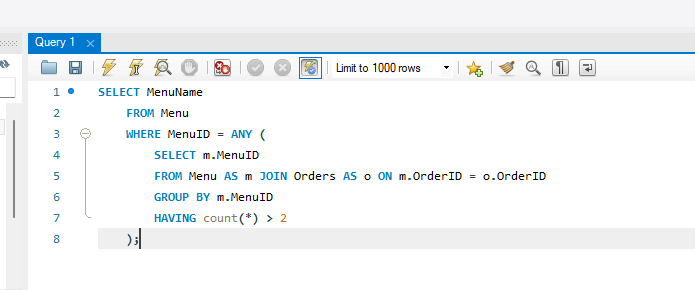 Query 1
Limit to 1000 rows
1 SELECT MenuName
2 FROM Menu
3 WHERE MenuID = ANY (
4 SELECT m.MenuID
5 FROM Menu AS m JOIN Orders AS o ON m.OrderID = o.OrderID
6 GROUP BY m.MenuID
7 HAVING count(*) > 2
8 );